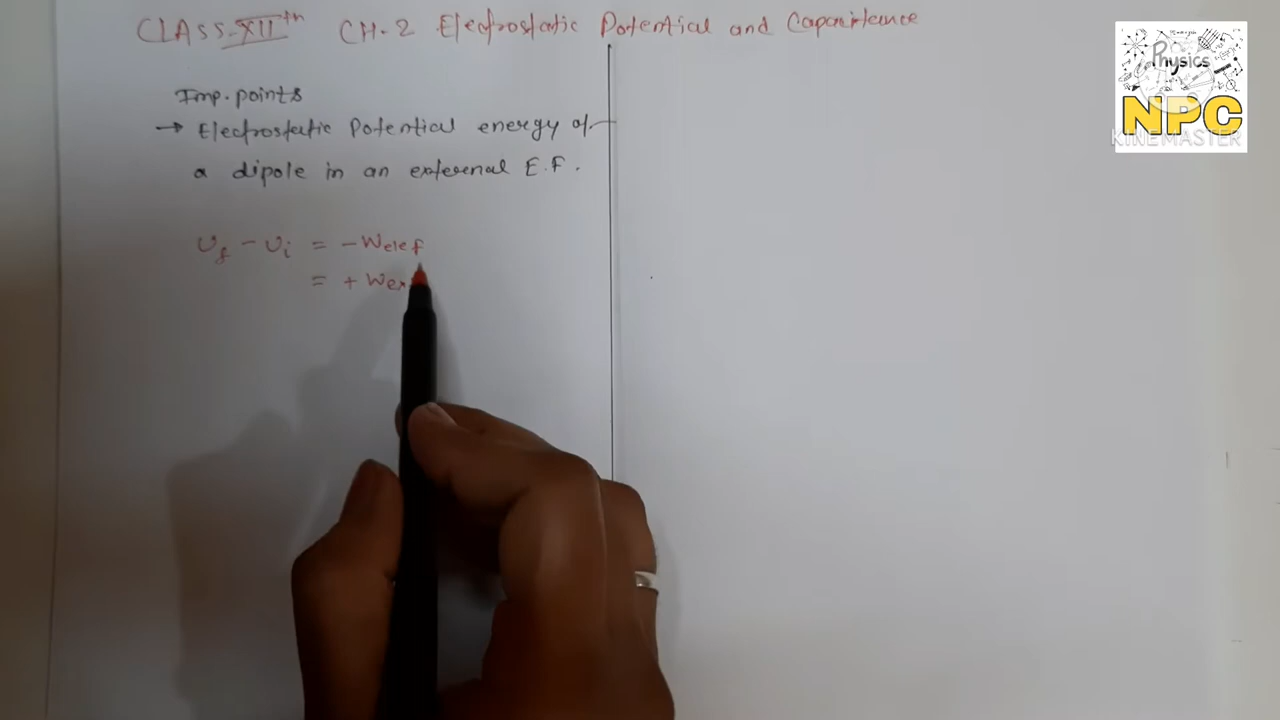 CLASS-XIIth CH-2 Electrostatic Potential and Capacitance
Imp. points
→ Electrostatic Potential energy of
a dipole in an external E.F.
Uf - Ui = -Welef
= + Wex
Physics
NPC
KINEMASTER